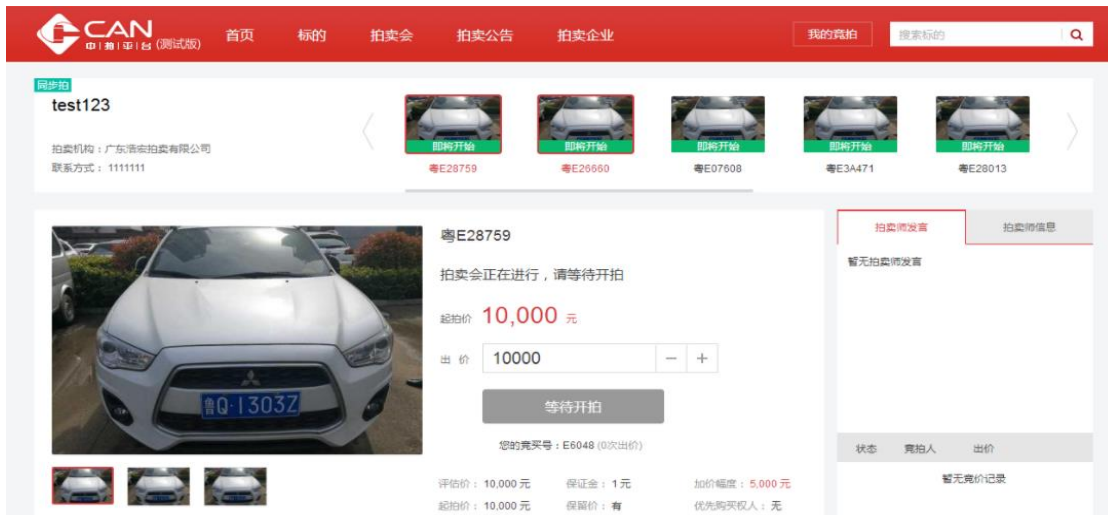 CAN
中|拍|平|台 (测试版)
首页 标的 拍卖会 拍卖公告 拍卖企业 我的竞拍 搜索标的
同步拍
test123
拍卖机构：广东浩宏拍卖有限公司
联系方式： 1111111
即将开始 即将开始 即将开始 即将开始 即将开始
粤E28759 粤E26660 粤E07608 粤E3A471 粤E28013
粤E28759
拍卖会正在进行，请等待开拍
起拍价 10,000 元
出 价 10000 － ＋
等待开拍
您的竞买号：E6048 (0次出价)
评估价： 10,000 元 保证金： 1 元 加价幅度： 5,000 元
起拍价： 10,000 元 保留价： 有 优先购买权人： 无
鲁Q·1303Z
拍卖师发言 拍卖师信息
暂无拍卖师发言
状态 竞拍人 出价
暂无竞价记录